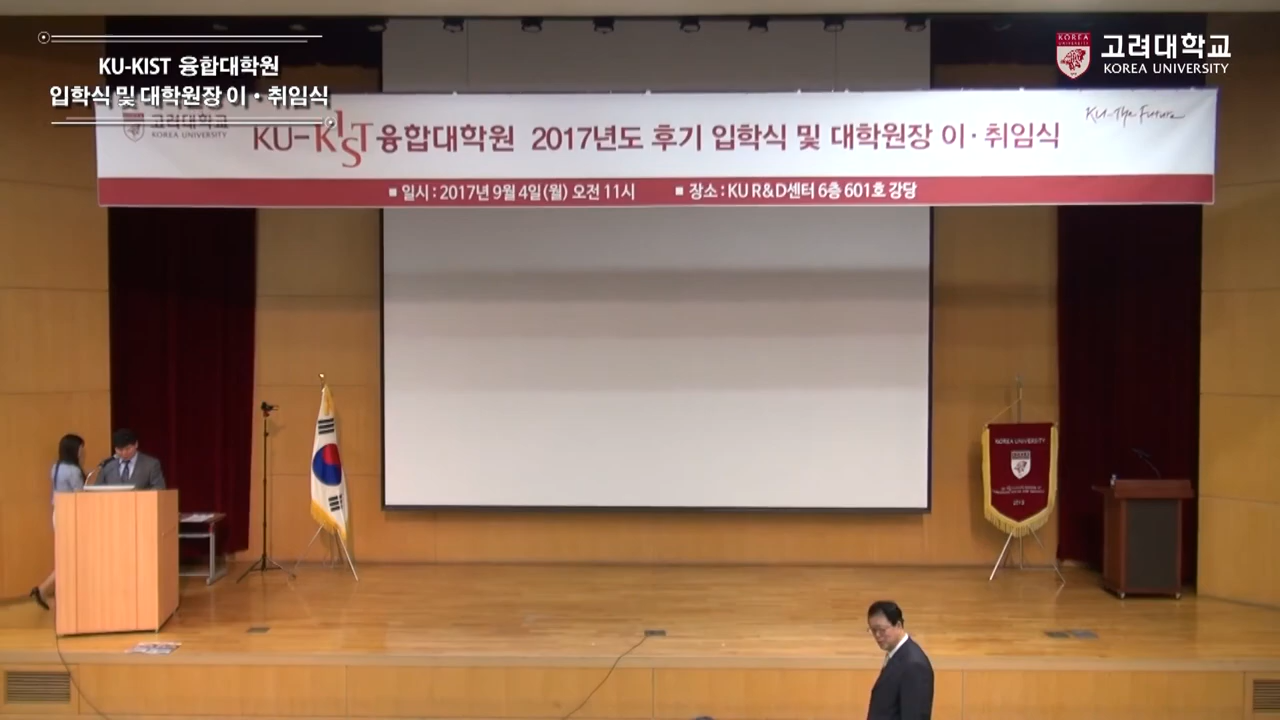 KU-KIST 융합대학원
입학식 및 대학원장 이·취임식
고려대학교
KOREA UNIVERSITY
고려대학교
KOREA UNIVERSITY
KU-KIST 융합대학원 2017년도 후기 입학식 및 대학원장 이·취임식
KU-The Future
■ 일시 : 2017년 9월 4일(월) 오전 11시 ■ 장소 : KU R&D센터 6층 601호 강당
KOREA UNIVERSITY